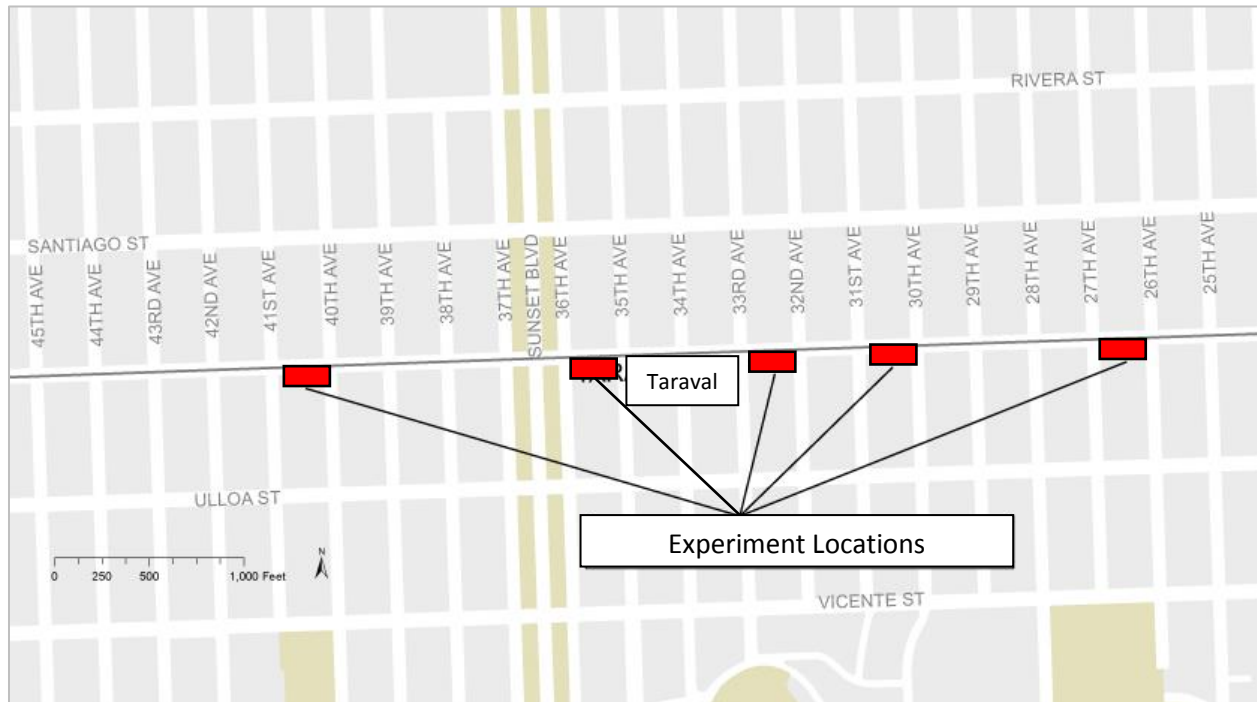 RIVERA ST
SANTIAGO ST
45TH AVE
44TH AVE
43RD AVE
42ND AVE
41ST AVE
40TH AVE
39TH AVE
38TH AVE
37TH AVE
SUNSET BLVD
36TH AVE
35TH AVE
34TH AVE
33RD AVE
32ND AVE
31ST AVE
30TH AVE
29TH AVE
28TH AVE
27TH AVE
26TH AVE
25TH AVE
Taraval
ULLOA ST
Experiment Locations
N
0 250 500 1,000 Feet
VICENTE ST